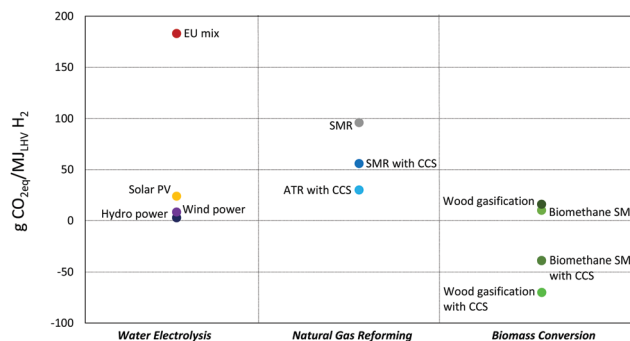 g CO2eq/MJLHV H2
200
150
100
50
0
-50
-100
EU mix
Solar PV
Hydro power
Wind power
SMR
SMR with CCS
ATR with CCS
Wood gasification
Biomethane SM
Biomethane SM
with CCS
Wood gasification
with CCS
Water Electrolysis
Natural Gas Reforming
Biomass Conversion